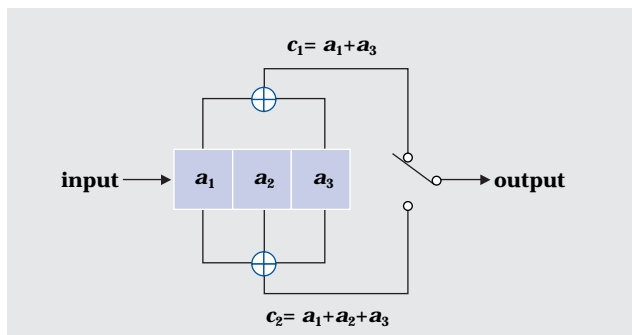 c₁= a₁+a₃
input a₁ a₂ a₃ output
c₂= a₁+a₂+a₃